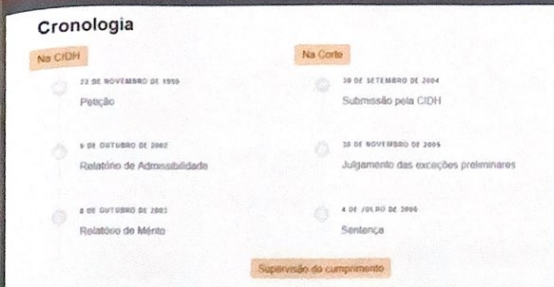 Cronologia
Na CIDH
22 DE NOVEMBRO DE 1999
Petição
9 DE OUTUBRO DE 2002
Relatório de Admissibilidade
8 DE OUTUBRO DE 2003
Relatório de Mérito
Na Corte
30 DE SETEMBRO DE 2004
Submissão pela CIDH
30 DE NOVEMBRO DE 2005
Julgamento das exceções preliminares
4 DE JULHO DE 2006
Sentença
Supervisão do cumprimento